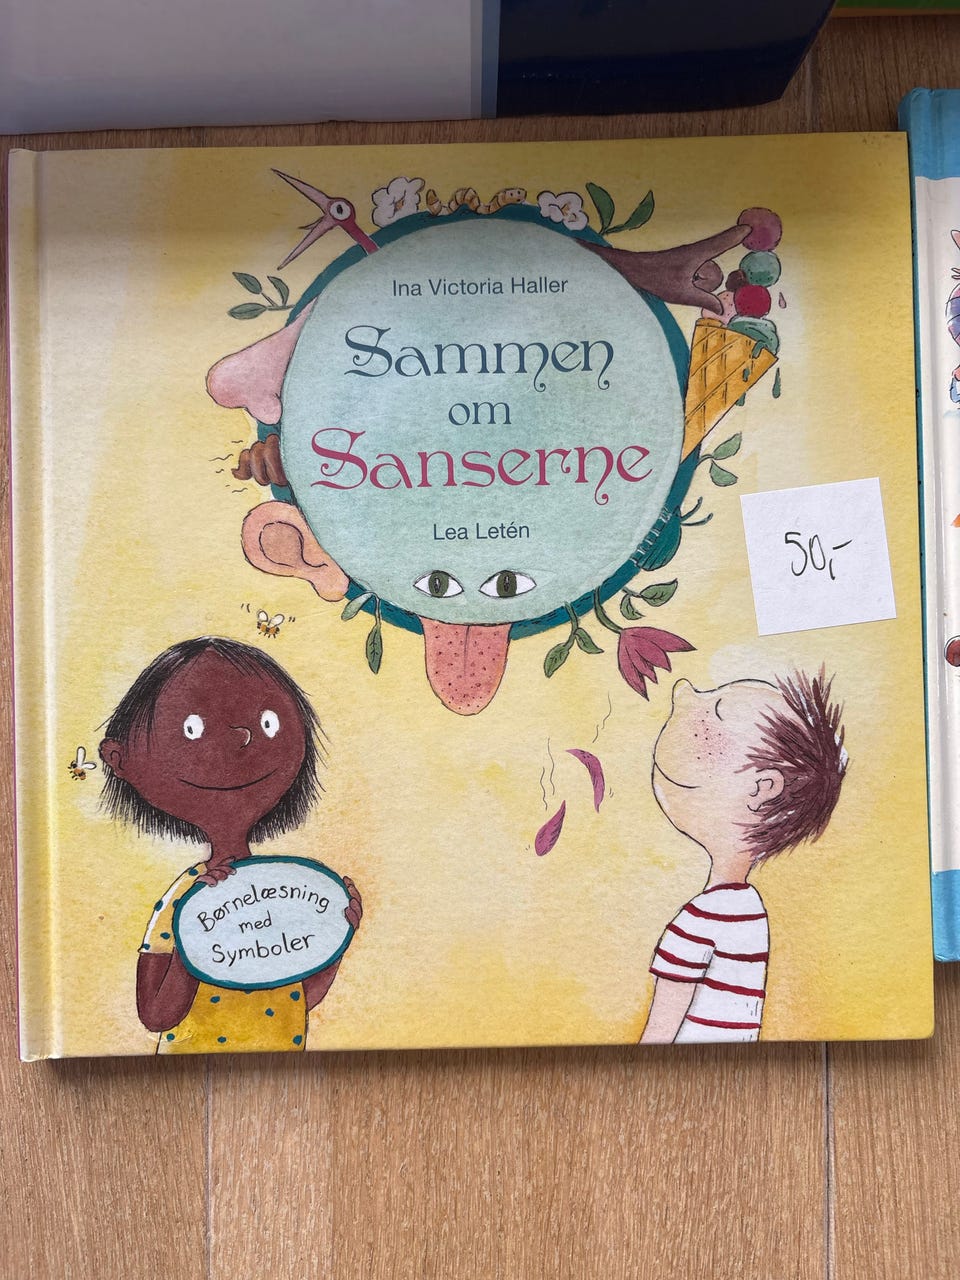 Ina Victoria Haller
Sammen
om
Sanserne
Lea Letén
50,-
Børnelæsning
med
Symboler